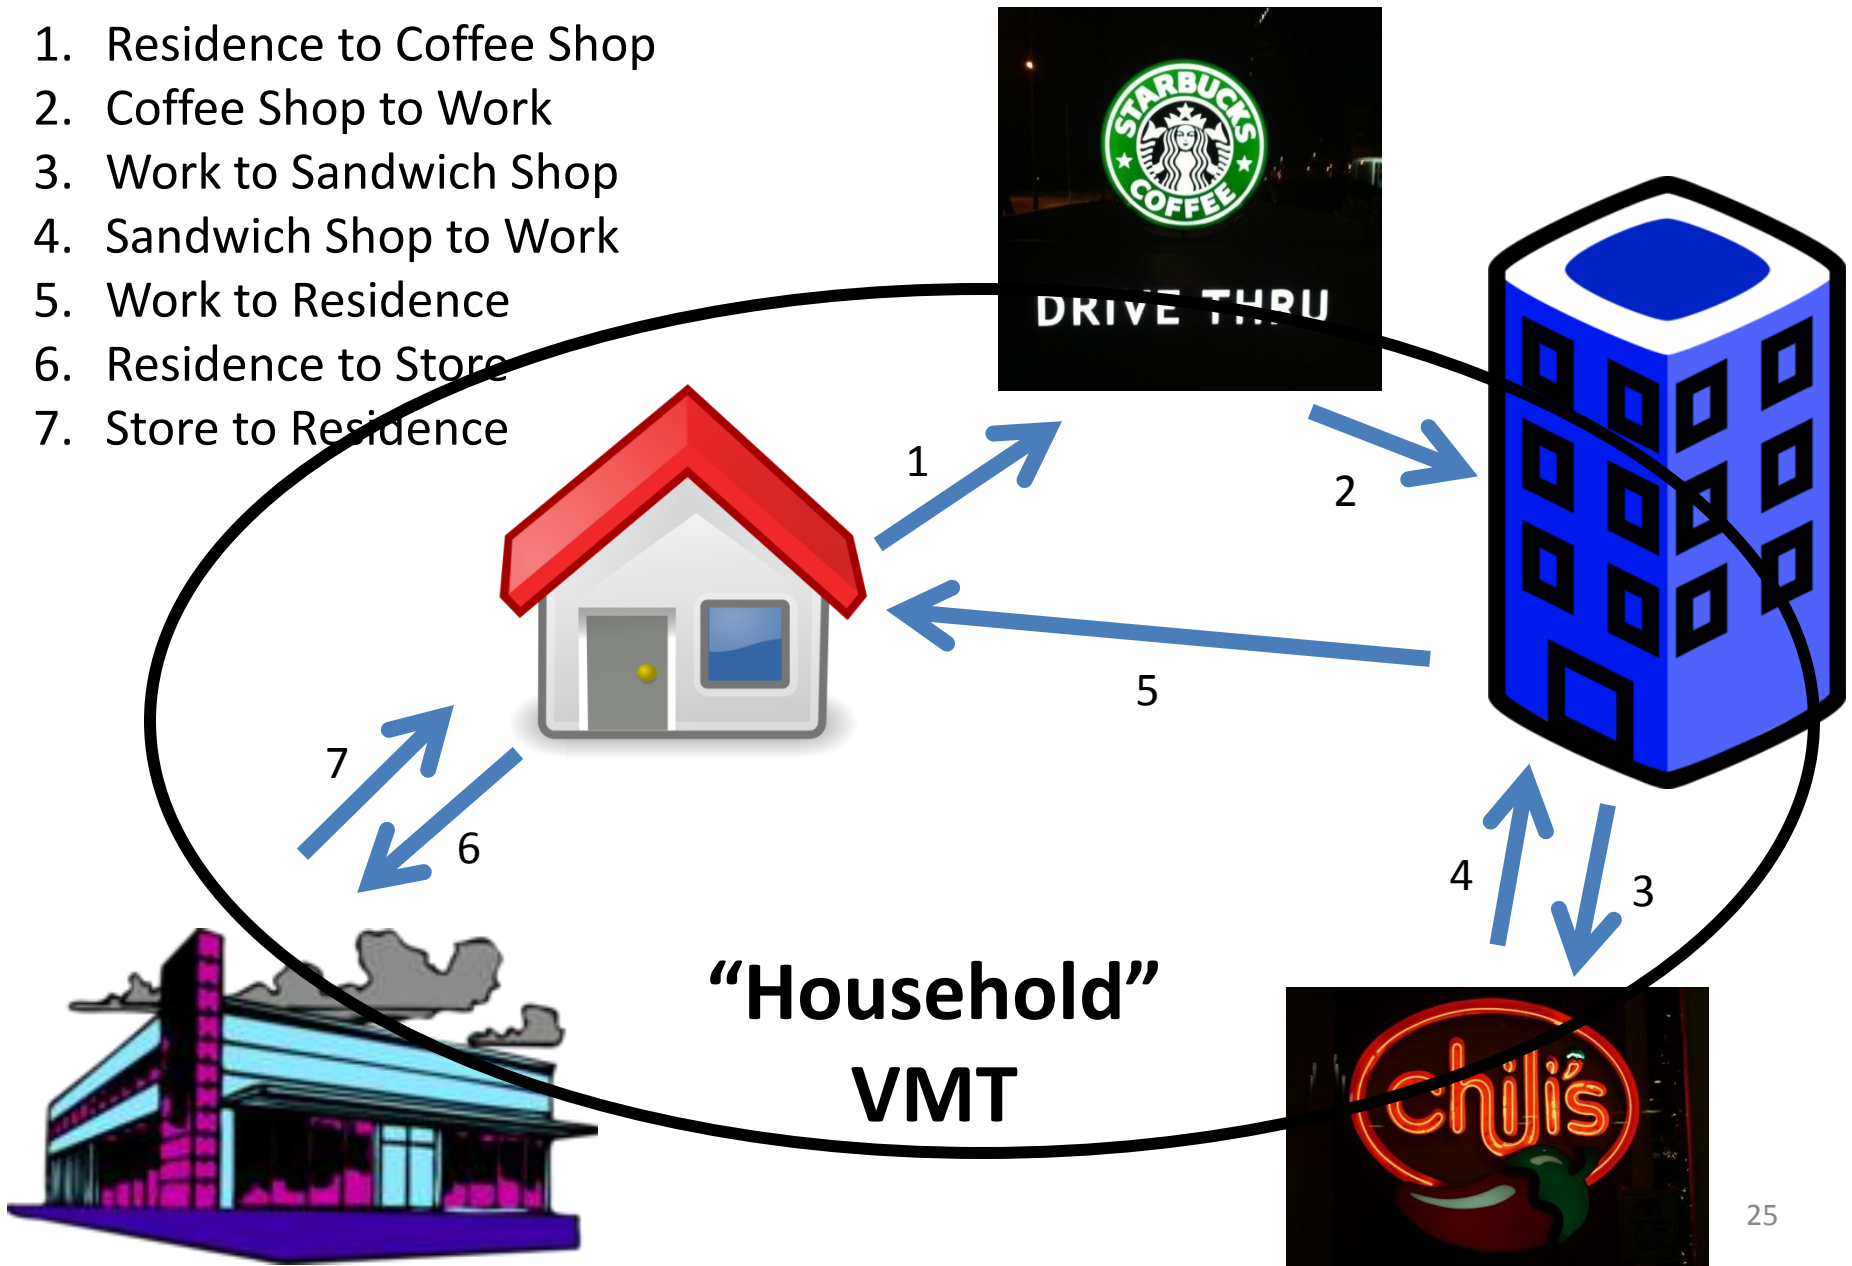 1. Residence to Coffee Shop
2. Coffee Shop to Work
3. Work to Sandwich Shop
4. Sandwich Shop to Work
5. Work to Residence
6. Residence to Store
7. Store to Residence
STARBUCKS
COFFEE
DRIVE THRU
1
2
5
7
6
4
3
“Household”
VMT
chili's
25